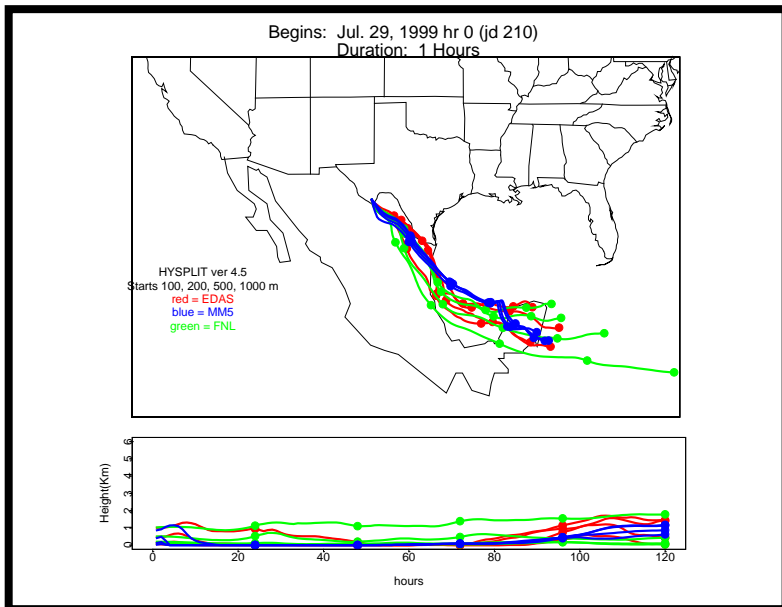 Begins:  Jul. 29, 1999 hr 0 (jd 210)
Duration:  1 Hours
HYSPLIT ver 4.5
Starts 100, 200, 500, 1000 m
red = EDAS
blue = MM5
green = FNL
Height(Km)
6
5
4
3
2
1
0
0 20 40 60 80 100 120
hours